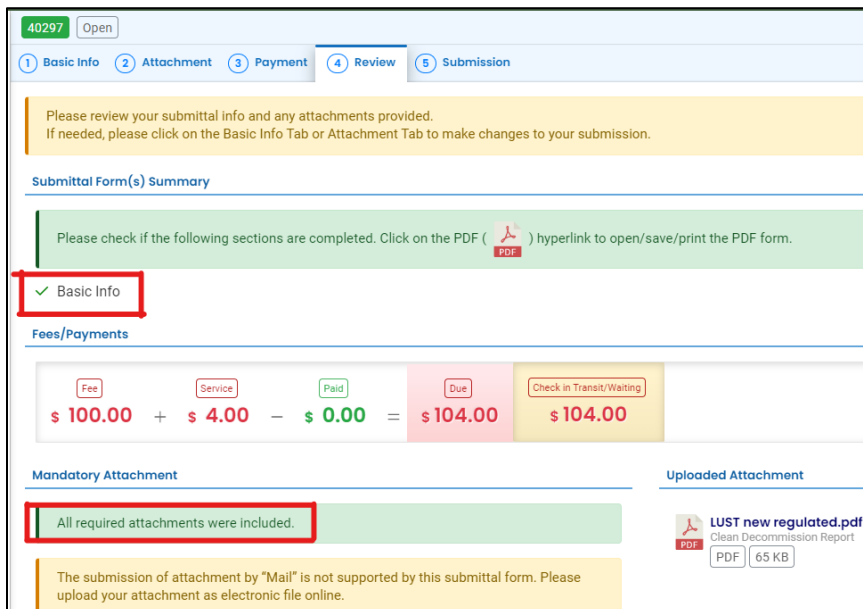 40297 Open
1 Basic Info 2 Attachment 3 Payment 4 Review 5 Submission
Please review your submittal info and any attachments provided.
If needed, please click on the Basic Info Tab or Attachment Tab to make changes to your submission.
Submittal Form(s) Summary
Please check if the following sections are completed. Click on the PDF ( PDF ) hyperlink to open/save/print the PDF form.
Basic Info
Fees/Payments
Fee Service Paid Due Check in Transit/Waiting
$ 100.00 + $ 4.00 − $ 0.00 = $ 104.00 $ 104.00
Mandatory Attachment
All required attachments were included.
The submission of attachment by “Mail” is not supported by this submittal form. Please
upload your attachment as electronic file online.
Uploaded Attachment
PDF
LUST new regulated.pdf
Clean Decommission Report
PDF 65 KB